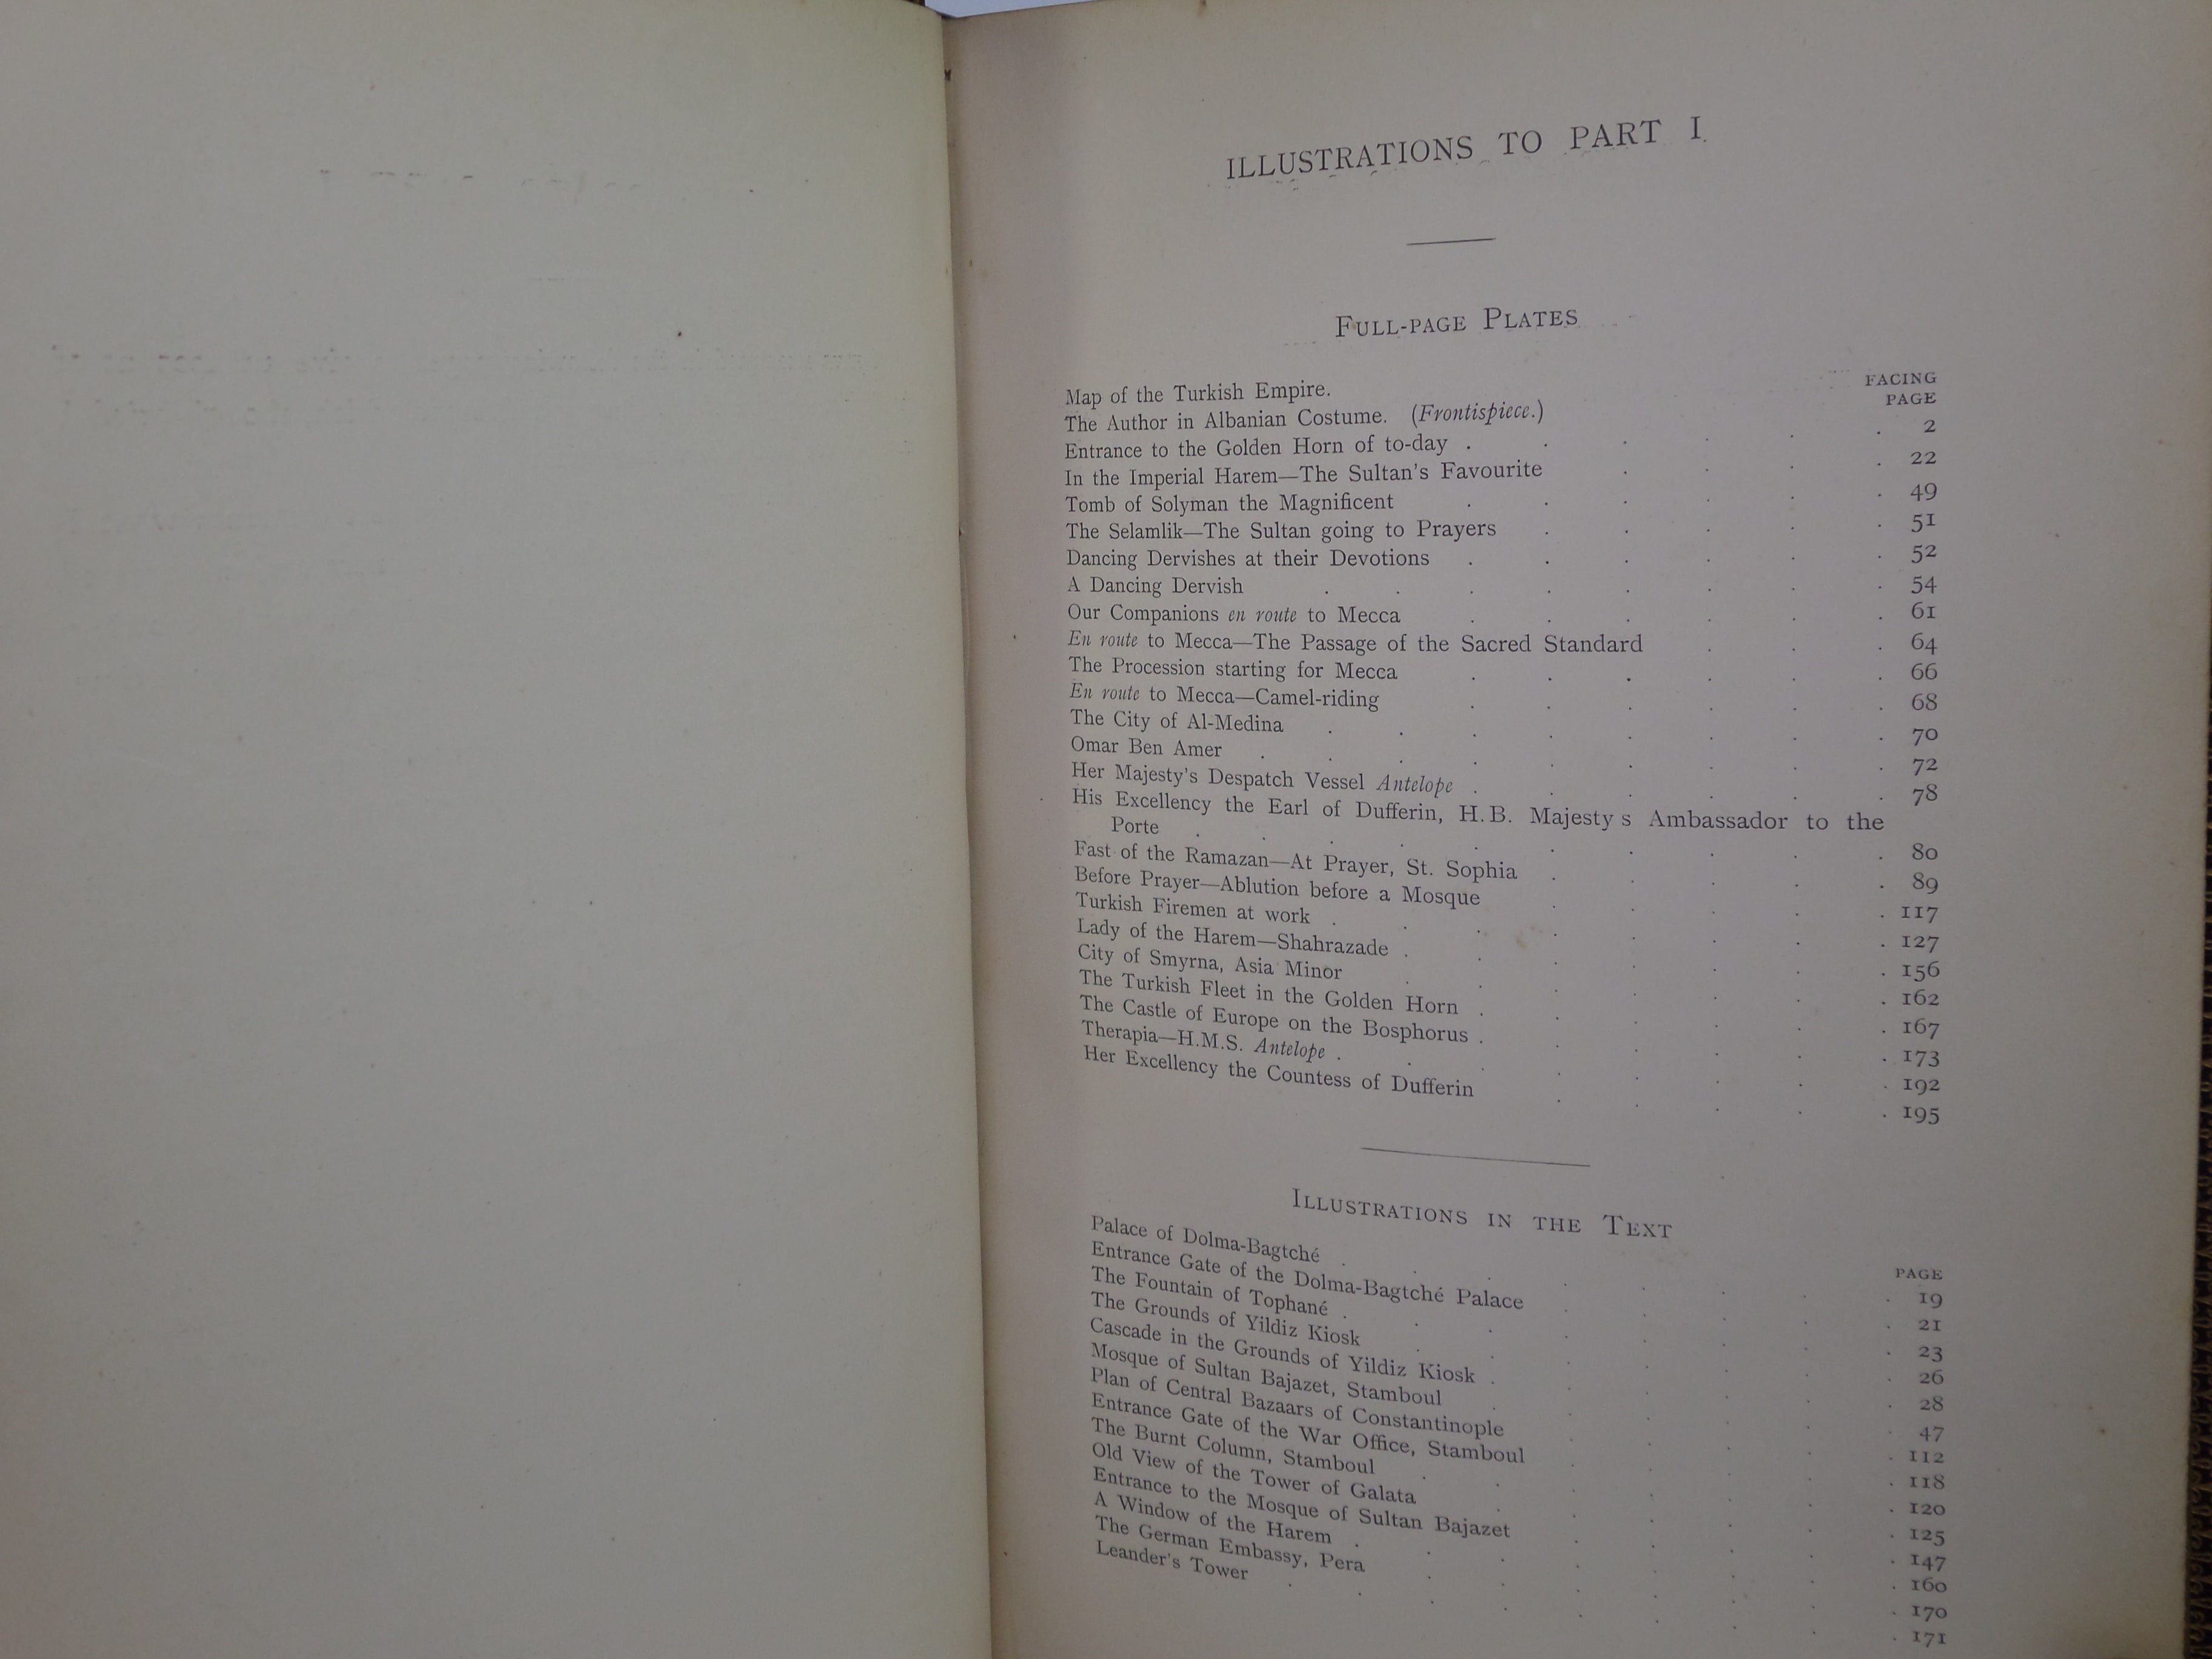 ILLUSTRATIONS TO PART I
FULL-PAGE PLATES
FACING
PAGE
Map of the Turkish Empire.
The Author in Albanian Costume. (Frontispiece.)
Entrance to the Golden Horn of to-day . . . . . . 2
In the Imperial Harem—The Sultan's Favourite . . . . 22
Tomb of Solyman the Magnificent . . . . . . 49
The Selamlik—The Sultan going to Prayers . . . . . 51
Dancing Dervishes at their Devotions . . . . . . 52
A Dancing Dervish . . . . . . . . 54
Our Companions en route to Mecca . . . . . . 61
En route to Mecca—The Passage of the Sacred Standard . . . 64
The Procession starting for Mecca . . . . . . 66
En route to Mecca—Camel-riding . . . . . . 68
The City of Al-Medina . . . . . . . . 70
Omar Ben Amer . . . . . . . . . 72
Her Majesty's Despatch Vessel Antelope . . . . . . 78
His Excellency the Earl of Dufferin, H.B. Majesty s Ambassador to the
Porte . . . . . . . . . . 80
Fast of the Ramazan—At Prayer, St. Sophia . . . . . 89
Before Prayer—Ablution before a Mosque . . . . . 117
Turkish Firemen at work . . . . . . . . 127
Lady of the Harem—Shahrazade . . . . . . . 156
City of Smyrna, Asia Minor . . . . . . . 162
The Turkish Fleet in the Golden Horn . . . . . . 167
The Castle of Europe on the Bosphorus . . . . . . 173
Therapia—H.M.S. Antelope . . . . . . . . 192
Her Excellency the Countess of Dufferin . . . . . 195
ILLUSTRATIONS IN THE TEXT
PAGE
Palace of Dolma-Bagtché . . . . . . . . 19
Entrance Gate of the Dolma-Bagtché Palace . . . . . 21
The Fountain of Tophané . . . . . . . . 23
The Grounds of Yildiz Kiosk . . . . . . . 26
Cascade in the Grounds of Yildiz Kiosk . . . . . . 28
Mosque of Sultan Bajazet, Stamboul . . . . . . 47
Plan of Central Bazaars of Constantinople . . . . . 112
Entrance Gate of the War Office, Stamboul . . . . . 118
The Burnt Column, Stamboul . . . . . . . 120
Old View of the Tower of Galata . . . . . . 125
Entrance to the Mosque of Sultan Bajazet . . . . . 147
A Window of the Harem . . . . . . . . 160
The German Embassy, Pera . . . . . . . 170
Leander's Tower . . . . . . . . . 171